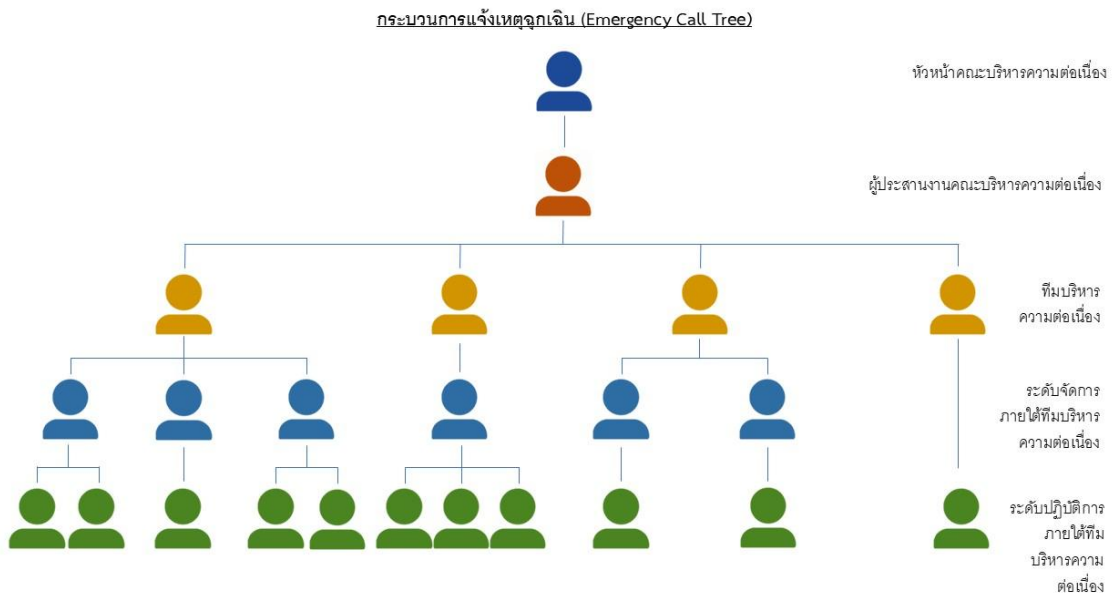 กระบวนการแจ้งเหตุฉุกเฉิน (Emergency Call Tree)
หัวหน้าคณะบริหารความต่อเนื่อง
ผู้ประสานงานคณะบริหารความต่อเนื่อง
ทีมบริหาร
ความต่อเนื่อง
ระดับจัดการ
ภายใต้ทีมบริหาร
ความต่อเนื่อง
ระดับปฏิบัติการ
ภายใต้ทีม
บริหารความ
ต่อเนื่อง